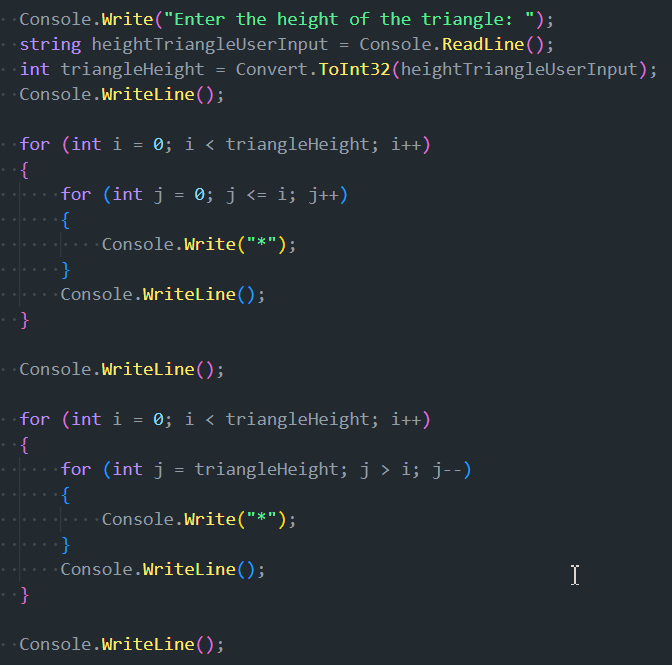 Console.Write("Enter the height of the triangle: ");
string heightTriangleUserInput = Console.ReadLine();
int triangleHeight = Convert.ToInt32(heightTriangleUserInput);
Console.WriteLine();

for (int i = 0; i < triangleHeight; i++)
{
    for (int j = 0; j <= i; j++)
    {
        Console.Write("*");
    }
    Console.WriteLine();
}

Console.WriteLine();

for (int i = 0; i < triangleHeight; i++)
{
    for (int j = triangleHeight; j > i; j--)
    {
        Console.Write("*");
    }
    Console.WriteLine();
}

Console.WriteLine();